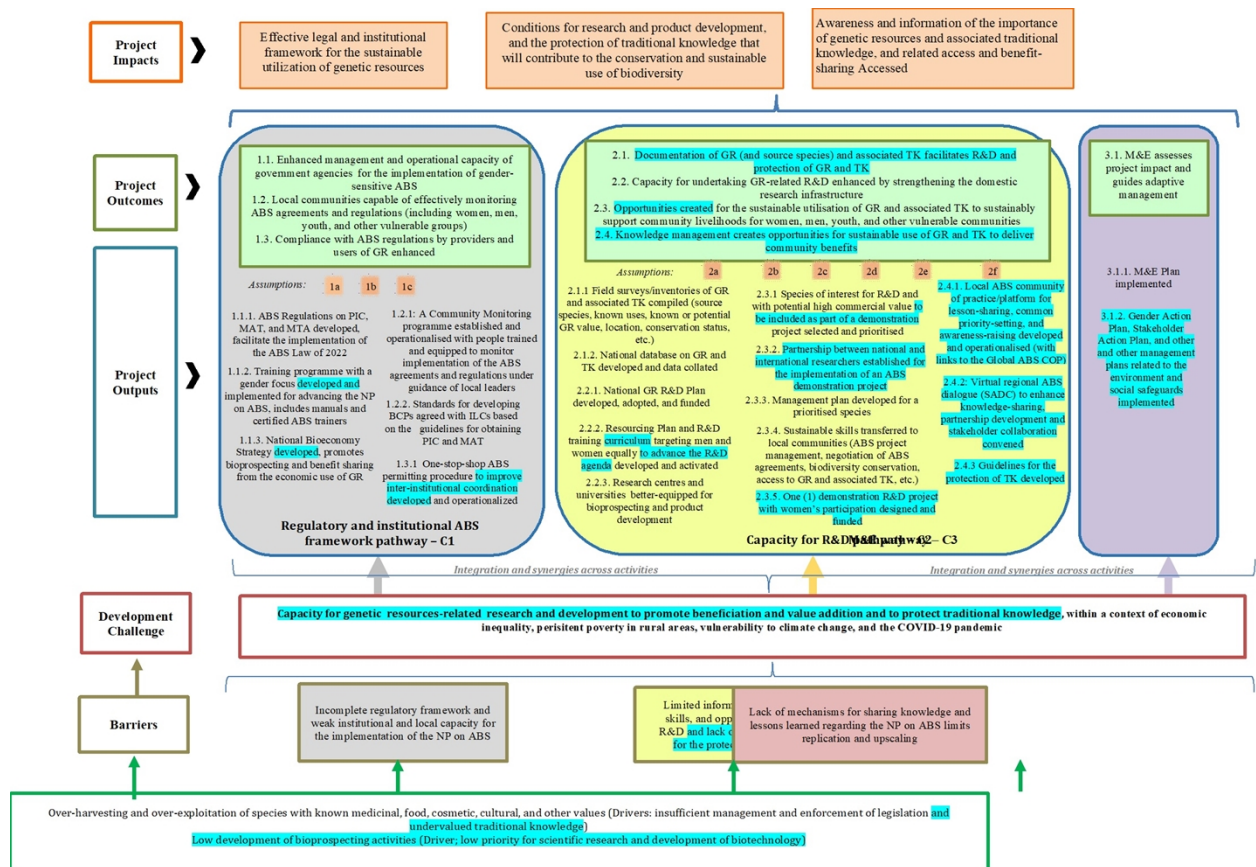 Project
Impacts
Effective legal and institutional
framework for the sustainable
utilization of genetic resources
Conditions for research and product development,
and the protection of traditional knowledge that
will contribute to the conservation and sustainable
use of biodiversity
Awareness and information of the importance
of genetic resources and associated traditional
knowledge, and related access and benefit-
sharing Accessed
Project
Outcomes
1.1. Enhanced management and operational capacity of
government agencies for the implementation of gender-
sensitive ABS
1.2. Local communities capable of effectively monitoring
ABS agreements and regulations (including women, men,
youth, and other vulnerable groups)
1.3. Compliance with ABS regulations by providers and
users of GR enhanced
2.1. Documentation of GR (and source species) and associated TK facilitates R&D and
protection of GR and TK
2.2. Capacity for undertaking GR-related R&D enhanced by strengthening the domestic
research infrastructure
2.3. Opportunities created for the sustainable utilisation of GR and associated TK to sustainably
support community livelihoods for women, men, youth, and other vulnerable communities
2.4. Knowledge management creates opportunities for sustainable use of GR and TK to deliver
community benefits
3.1. M&E assesses
project impact and
guides adaptive
management
Project
Outputs
Assumptions: 1a 1b 1c
1.1.1. ABS Regulations on PIC,
MAT, and MTA developed,
facilitate the implementation of
the ABS Law of 2022
1.1.2. Training programme with a
gender focus developed and
implemented for advancing the NP
on ABS, includes manuals and
certified ABS trainers
1.1.3. National Bioeconomy
Strategy developed, promotes
bioprospecting and benefit sharing
from the economic use of GR
1.2.1: A Community Monitoring
programme established and
operationalised with people trained
and equipped to monitor
implementation of the ABS
agreements and regulations under
guidance of local leaders
1.2.2. Standards for developing
BCPs agreed with ILCs based
on the guidelines for obtaining
PIC and MAT
1.3.1 One-stop-shop ABS
permitting procedure to improve
inter-institutional coordination
developed and operationalized
Regulatory and institutional ABS
framework pathway – C1
Assumptions: 2a 2b 2c 2d 2e 2f
2.1.1 Field surveys/inventories of GR
and associated TK compiled (source
species, known uses, known or potential
GR value, location, conservation status,
etc.)
2.1.2. National database on GR and
TK developed and data collated
2.2.1. National GR R&D Plan
developed, adopted, and funded
2.2.2. Resourcing Plan and R&D
training curriculum targeting men and
women equally to advance the R&D
agenda developed and activated
2.2.3. Research centres and
universities better-equipped for
bioprospecting and product
development
2.3.1 Species of interest for R&D and
with potential high commercial value to
be included as part of a demonstration
project selected and prioritised
2.3.2. Partnership between national and
international researchers established for
the implementation of an ABS
demonstration project
2.3.3. Management plan developed for
a prioritised species
2.3.4. Sustainable skills transferred to
local communities (ABS project
management, negotiation of ABS
agreements, biodiversity conservation,
access to GR and associated TK, etc.)
2.3.5. One (1) demonstration R&D project
with women's participation designed and
funded
2.4.1. Local ABS community
of practice/platform for
lesson-sharing, common
priority-setting, and
awareness-raising developed
and operationalised (with
links to the Global ABS COP)
2.4.2: Virtual regional ABS
dialogue (SADC) to enhance
knowledge-sharing,
partnership development and
stakeholder collaboration
convened
2.4.3 Guidelines for the
protection of TK developed
Capacity for R&D pathway – C2 – C3
3.1.1. M&E Plan
implemented
3.1.2. Gender Action
Plan, Stakeholder
Action Plan, and other
and other management
plans related to the
environment and
social safeguards
implemented
Integration and synergies across activities
Integration and synergies across activities
Development
Challenge
Capacity for genetic resources-related research and development to promote beneficiation and value addition and to protect traditional knowledge, within a context of economic
inequality, perisitent poverty in rural areas, vulnerability to climate change, and the COVID-19 pandemic
Barriers
Incomplete regulatory framework and
weak institutional and local capacity for
the implementation of the NP on ABS
Limited
skills, and
R&D and lack
for the
Lack of mechanisms for sharing knowledge and
lessons learned regarding the NP on ABS limits
replication and upscaling
Over-harvesting and over-exploitation of species with known medicinal, food, cosmetic, cultural, and other values (Drivers: insufficient management and enforcement of legislation and
undervalued traditional knowledge)
Low development of bioprospecting activities (Driver; low priority for scientific research and development of biotechnology)